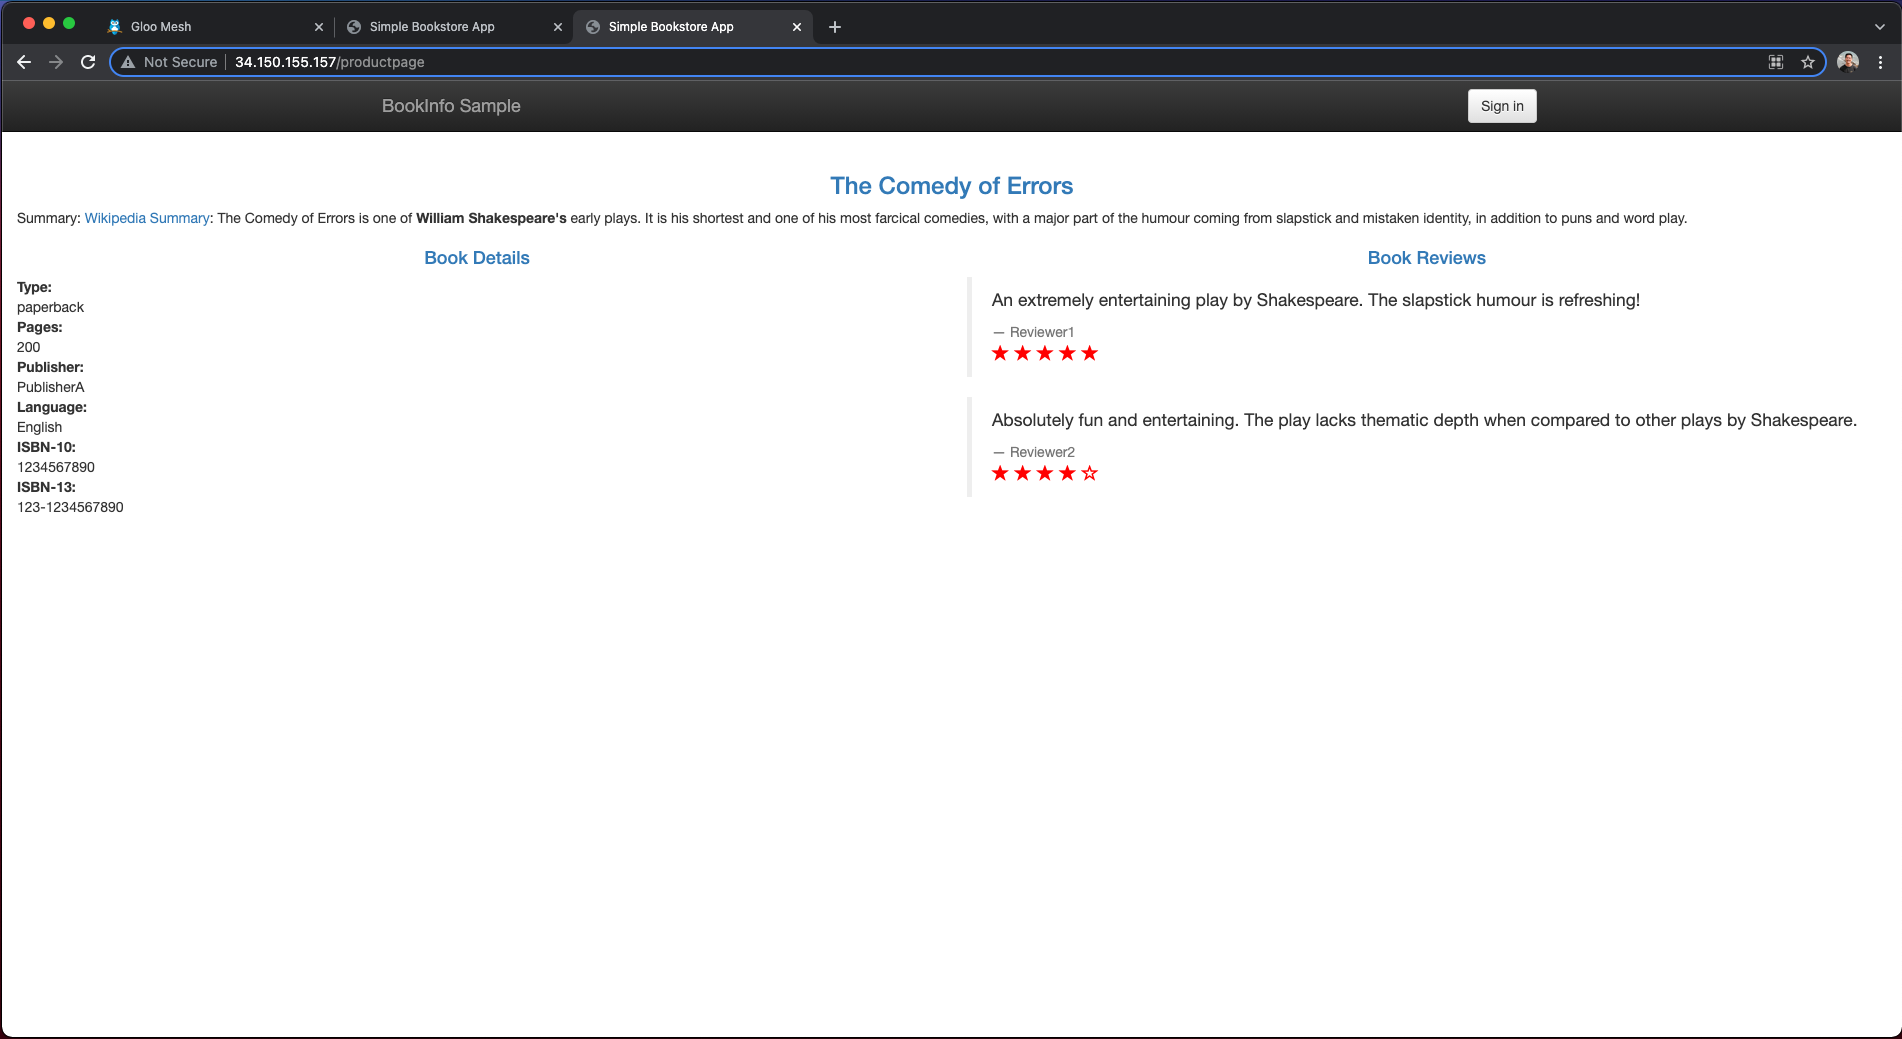 Gloo Mesh
Simple Bookstore App
Simple Bookstore App
Not Secure
34.150.155.157/productpage
BookInfo Sample
Sign in
The Comedy of Errors
Summary: Wikipedia Summary: The Comedy of Errors is one of William Shakespeare's early plays. It is his shortest and one of his most farcical comedies, with a major part of the humour coming from slapstick and mistaken identity, in addition to puns and word play.
Book Details
Type:
paperback
Pages:
200
Publisher:
PublisherA
Language:
English
ISBN-10:
1234567890
ISBN-13:
123-1234567890
Book Reviews
An extremely entertaining play by Shakespeare. The slapstick humour is refreshing!
— Reviewer1
★★★★★
Absolutely fun and entertaining. The play lacks thematic depth when compared to other plays by Shakespeare.
— Reviewer2
★★★★☆